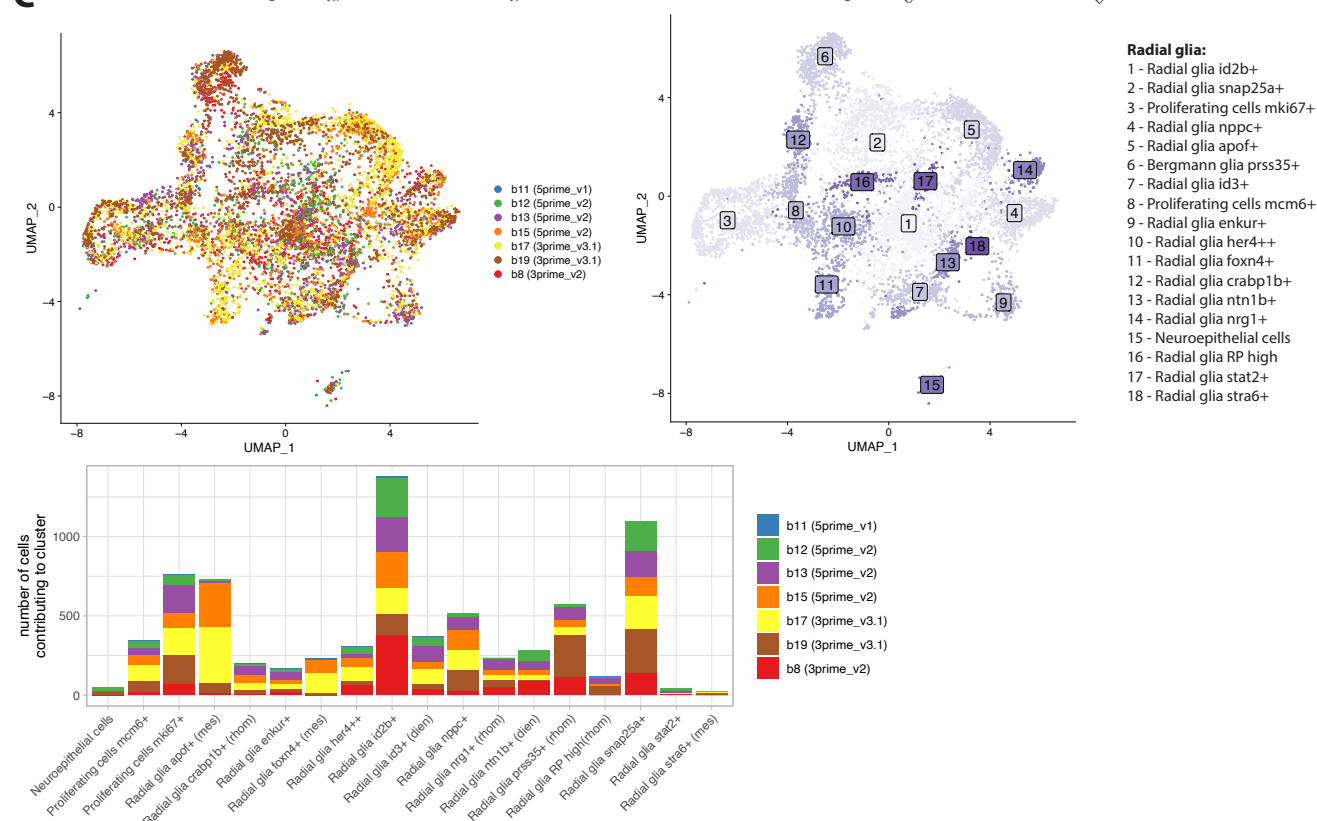 C
4
0
−4
−8
−8
−4
0
4
UMAP_2
UMAP_1
b11 (5prime_v1)
b12 (5prime_v2)
b13 (5prime_v2)
b15 (5prime_v2)
b17 (3prime_v3.1)
b19 (3prime_v3.1)
b8 (3prime_v2)
4
0
−4
−8
−8
−4
0
4
UMAP_2
UMAP_1
6
12
2
5
16
17
14
3
8
10
1
4
18
13
11
7
9
15
Radial glia:
1 - Radial glia id2b+
2 - Radial glia snap25a+
3 - Proliferating cells mki67+
4 - Radial glia nppc+
5 - Radial glia apof+
6 - Bergmann glia prss35+
7 - Radial glia id3+
8 - Proliferating cells mcm6+
9 - Radial glia enkur+
10 - Radial glia her4++
11 - Radial glia foxn4+
12 - Radial glia crabp1b+
13 - Radial glia ntn1b+
14 - Radial glia nrg1+
15 - Neuroepithelial cells
16 - Radial glia RP high
17 - Radial glia stat2+
18 - Radial glia stra6+
number of cells
contributing to cluster
1000
500
0
Neuroepithelial cells
Proliferating cells mcm6+
Proliferating cells mki67+
Radial glia apof+ (mes)
Radial glia crabp1b+ (rhom)
Radial glia enkur+
Radial glia foxn4+ (mes)
Radial glia her4++
Radial glia id2b+
Radial glia id3+ (dien)
Radial glia nppc+
Radial glia nrg1+ (rhom)
Radial glia ntn1b+ (dien)
Radial glia prss35+ (rhom)
Radial glia RP high(rhom)
Radial glia snap25a+
Radial glia stat2+
Radial glia stra6+ (mes)
b11 (5prime_v1)
b12 (5prime_v2)
b13 (5prime_v2)
b15 (5prime_v2)
b17 (3prime_v3.1)
b19 (3prime_v3.1)
b8 (3prime_v2)